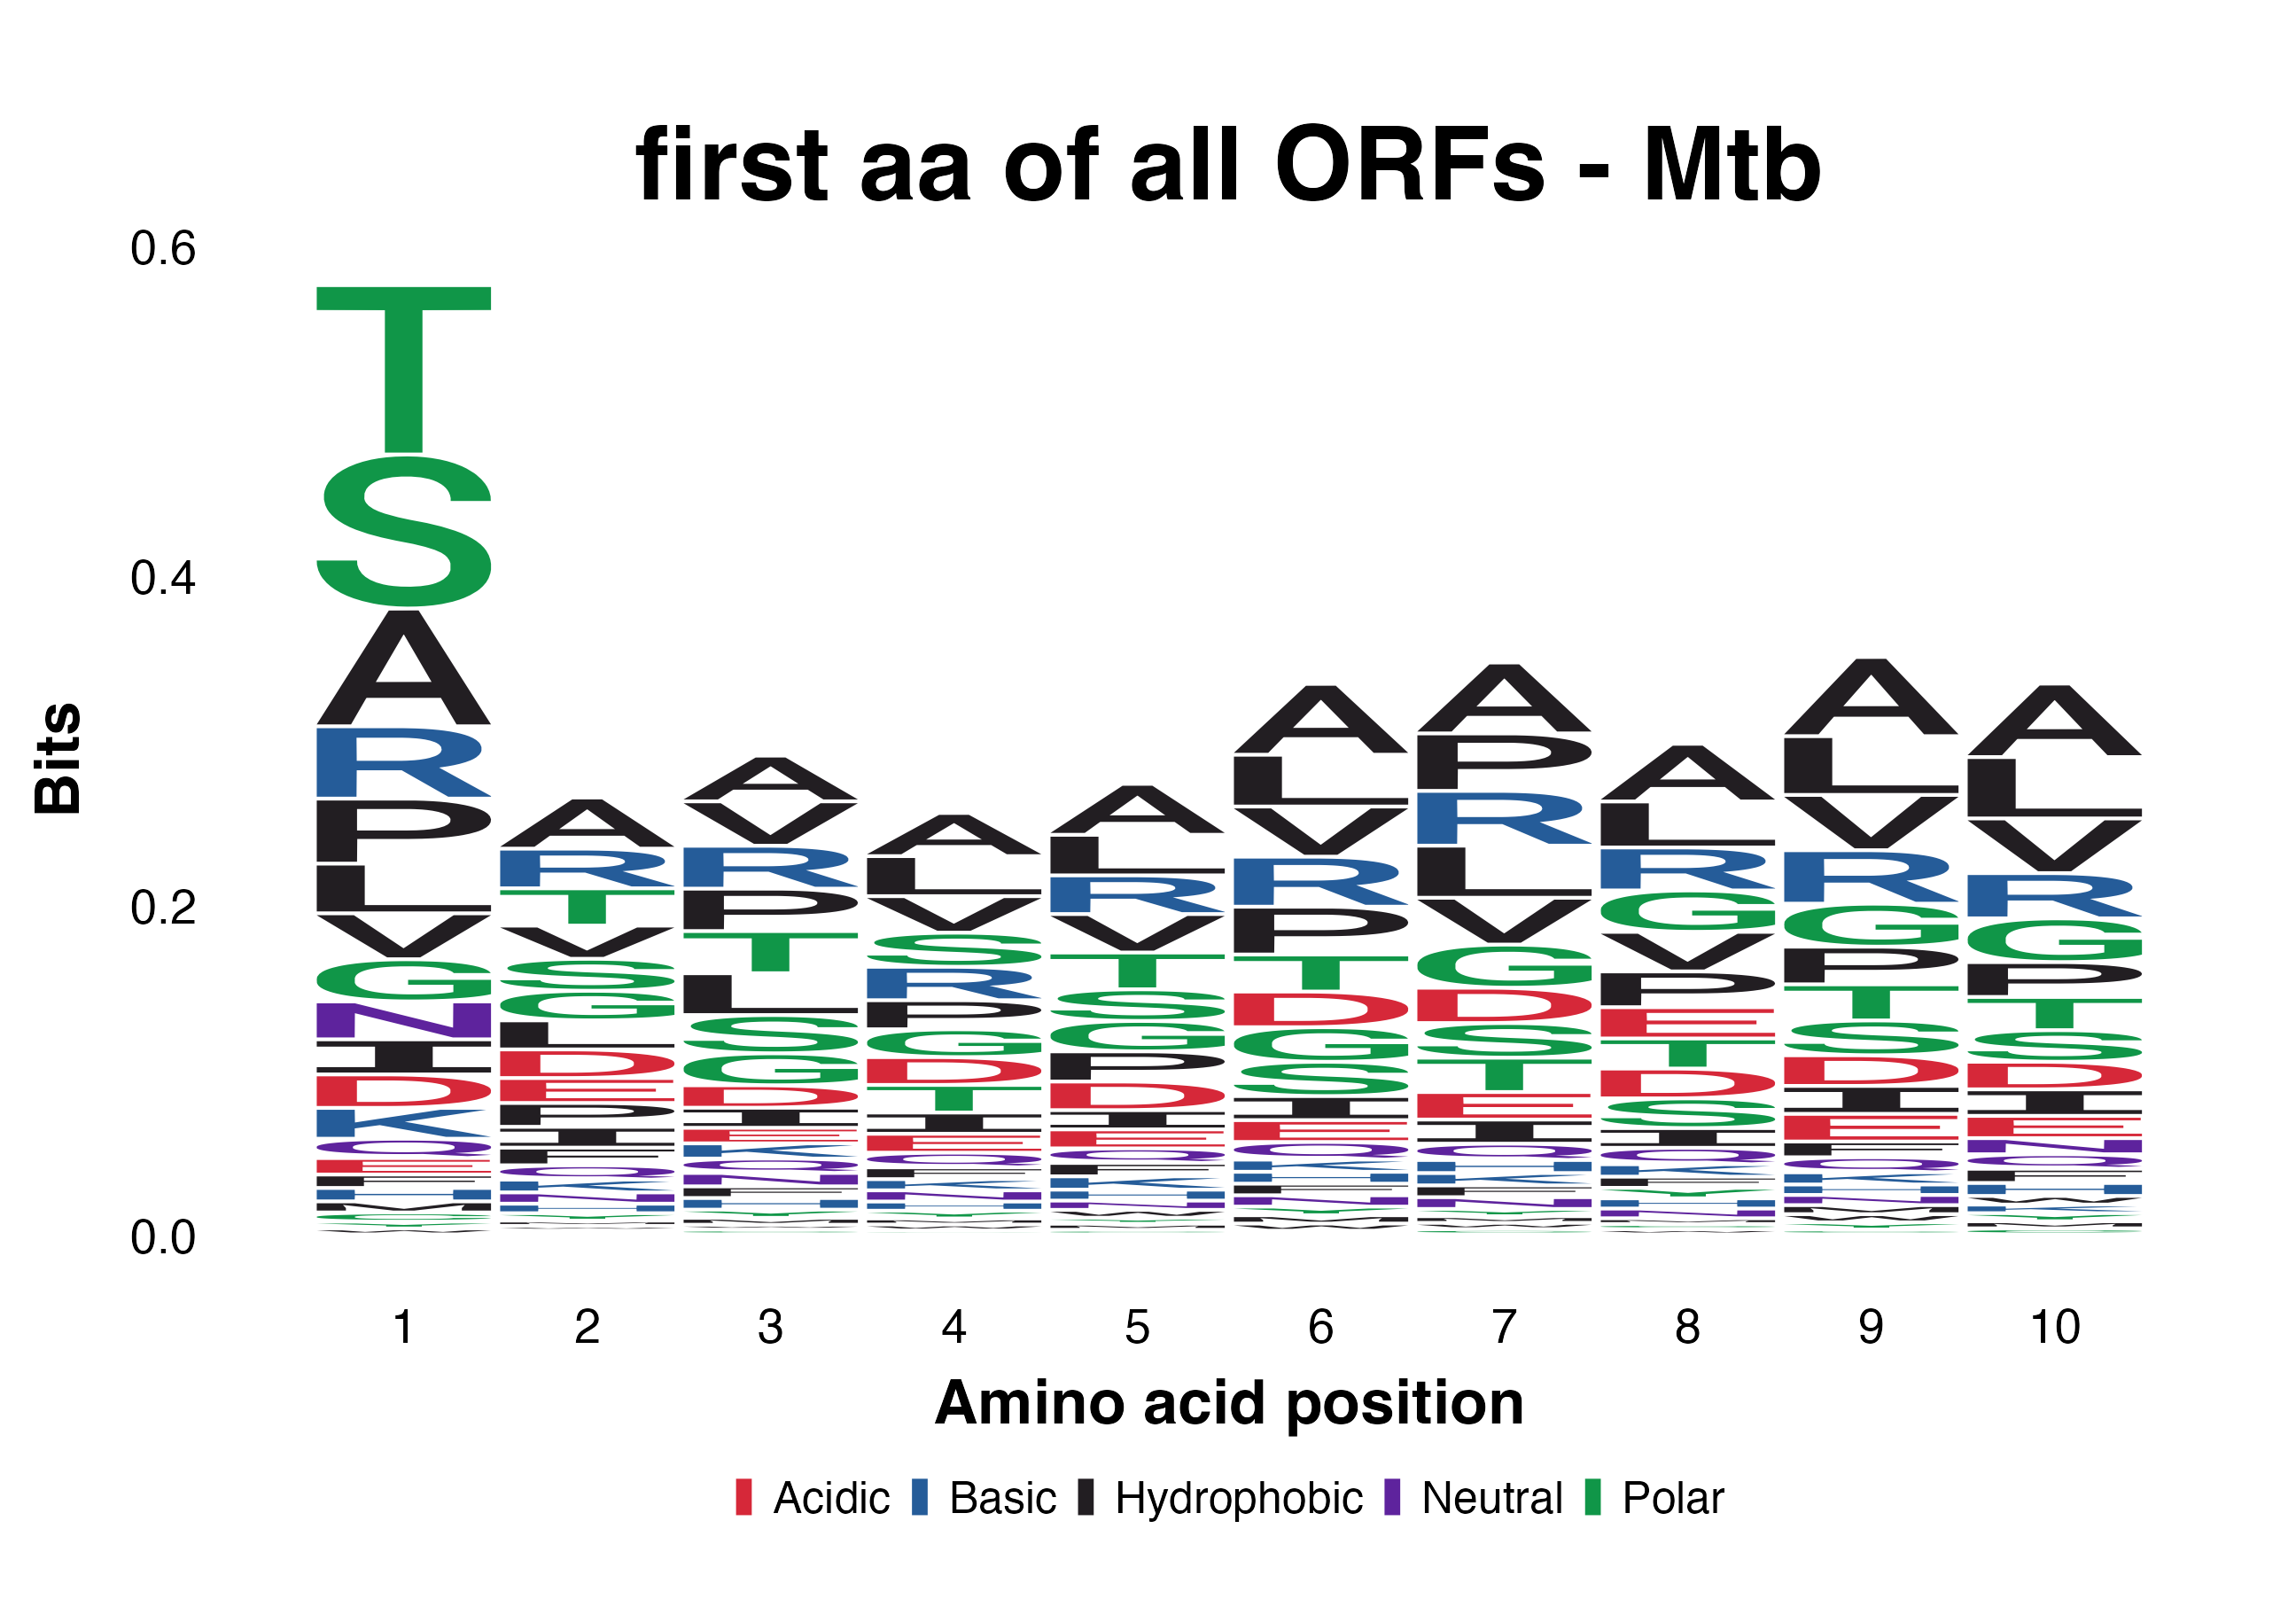 first aa of all ORFs - Mtb
0.6
0.4
0.2
0.0
Bits
T S A R P L V G N I D K Q E F H M C Y W
A R T V S G L D E P I F Q K N H
A V R P T L S G D I E K Q N F H Y M W C
A L V S R P G D T I E Q F K N H Y M W C
A L R V T S G P D I E Q F K H N Y M W C
A L V R P T D G S I E Q K H F N Y M W C
A P R L V G D S T E I Q H K F N Y W M C
A L R G V P E T D S I Q K F Y H N
A L V R G P T S D I E F Q K H N
A L V R G P T S D I E N Q F H
1 2 3 4 5 6 7 8 9 10
Amino acid position
Acidic Basic Hydrophobic Neutral Polar